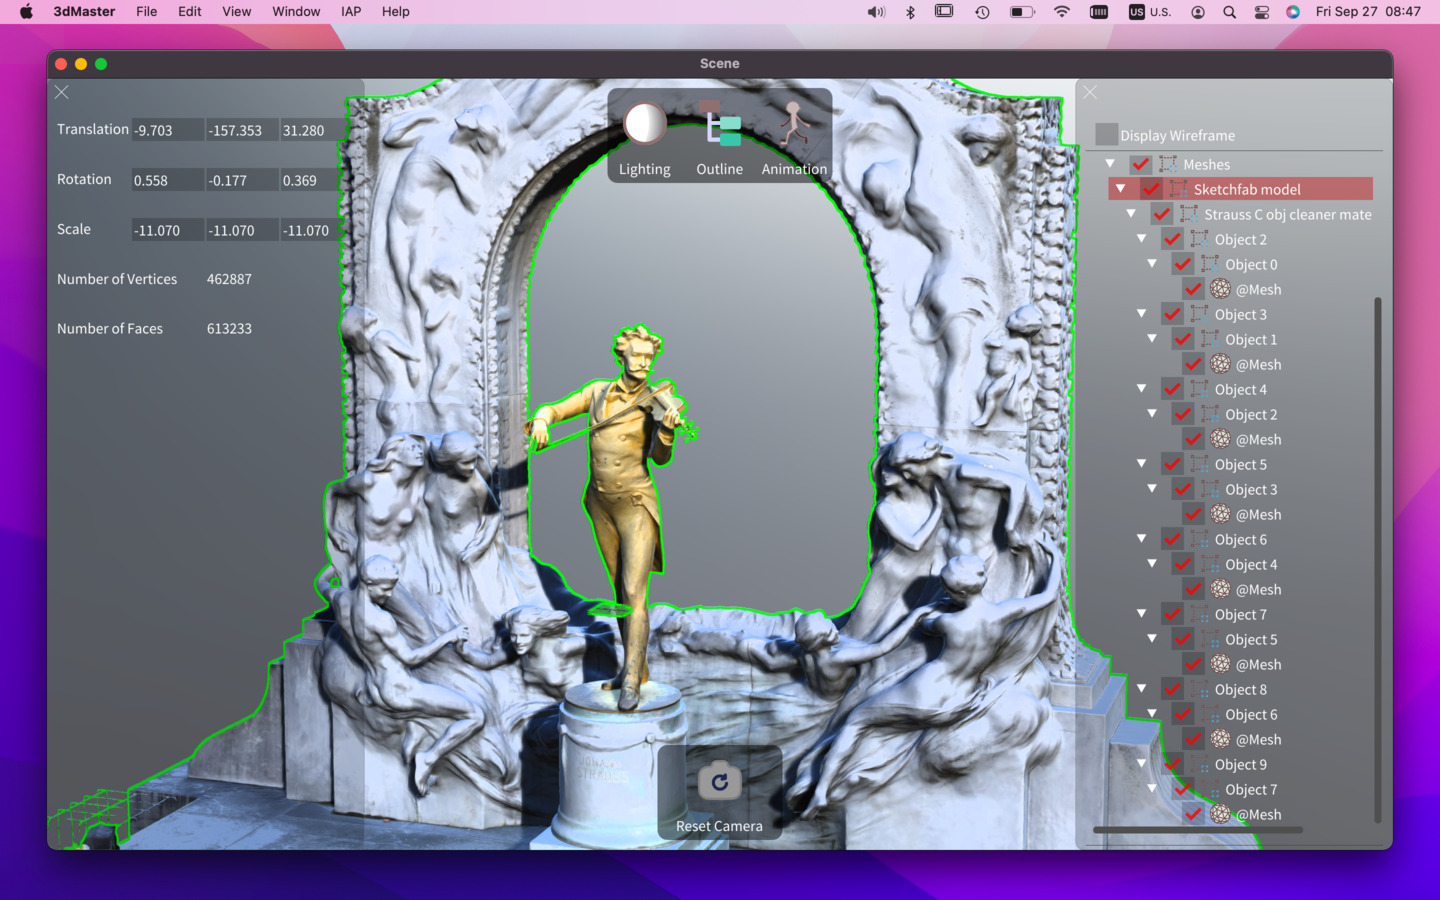 3dMaster File Edit View Window IAP Help US U.S. Fri Sep 27 08:47
Scene
Translation -9.703 -157.353 31.280
Rotation 0.558 -0.177 0.369
Scale -11.070 -11.070 -11.070
Number of Vertices 462887
Number of Faces 613233
Lighting Outline Animation
JOHANN
STRAUSS
Reset Camera
Display Wireframe
Meshes
Sketchfab model
Strauss C obj cleaner mate
Object 2
Object 0
@Mesh
Object 3
Object 1
@Mesh
Object 4
Object 2
@Mesh
Object 5
Object 3
@Mesh
Object 6
Object 4
@Mesh
Object 7
Object 5
@Mesh
Object 8
Object 6
@Mesh
Object 9
Object 7
@Mesh